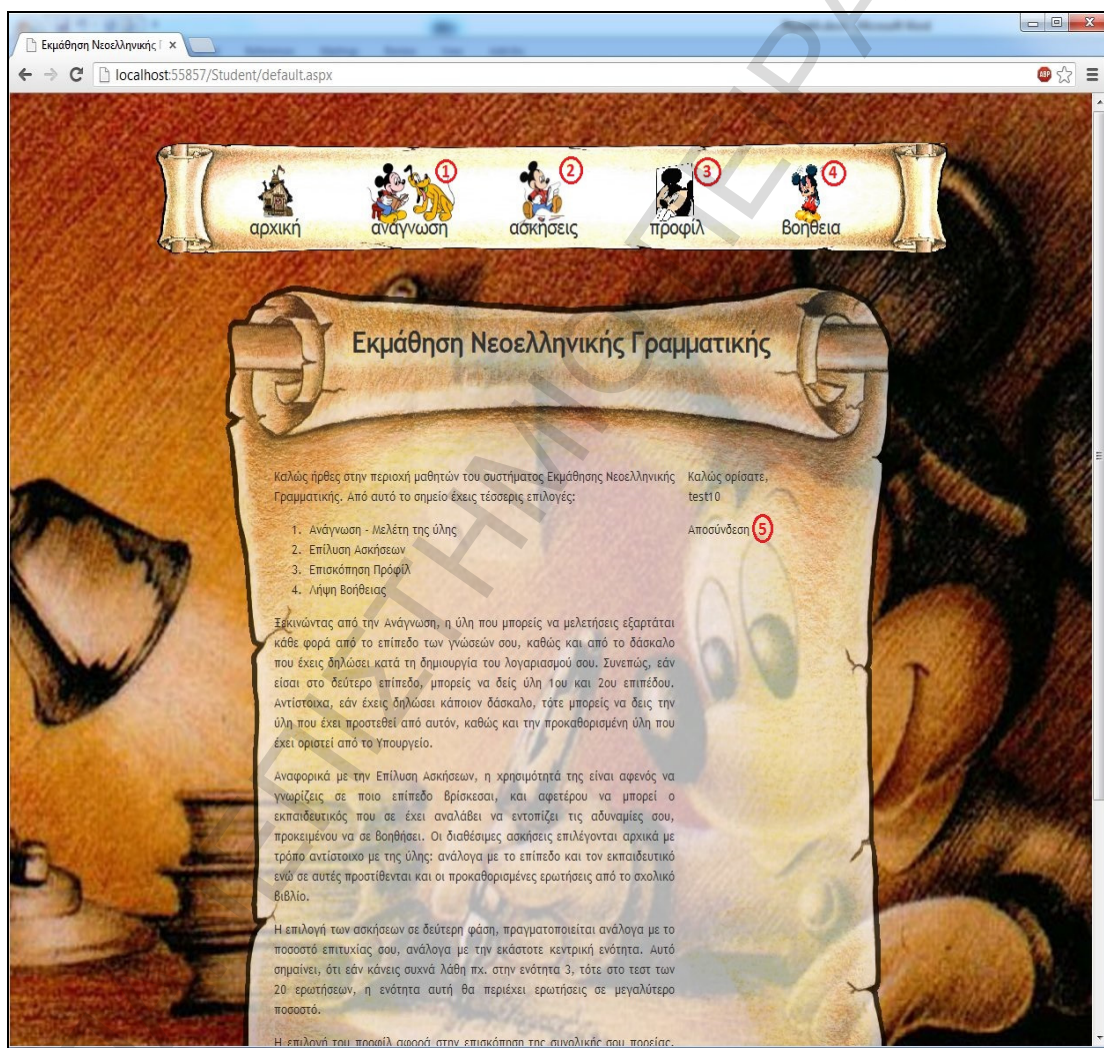 Εκμάθηση Νεοελληνικής Γ
localhost:55857/Student/default.aspx
ABP
1
2
3
4
αρχική
ανάγνωση
ασκήσεις
προφίλ
βοήθεια
Εκμάθηση Νεοελληνικής Γραμματικής
Καλώς ήρθες στην περιοχή μαθητών του συστήματος Εκμάθησης Νεοελληνικής
Γραμματικής. Από αυτό το σημείο έχεις τέσσερις επιλογές:
1. Ανάγνωση - Μελέτη της ύλης
2. Επίλυση Ασκήσεων
3. Επισκόπηση Πρόφίλ
4. Λήψη Βοήθειας
Ξεκινώντας από την Ανάγνωση, η ύλη που μπορείς να μελετήσεις εξαρτάται
κάθε φορά από το επίπεδο των γνώσεών σου, καθώς και από το δάσκαλο
που έχεις δηλώσει κατά τη δημιουργία του λογαριασμού σου. Συνεπώς, εάν
είσαι στο δεύτερο επίπεδο, μπορείς να δείς ύλη 1ου και 2ου επιπέδου.
Αντίστοιχα, εάν έχεις δηλώσει κάποιον δάσκαλο, τότε μπορείς να δεις την
ύλη που έχει προστεθεί από αυτόν, καθώς και την προκαθορισμένη ύλη που
έχει οριστεί από το Υπουργείο.
Αναφορικά με την Επίλυση Ασκήσεων, η χρησιμότητά της είναι αφενός να
γνωρίζεις σε ποιο επίπεδο βρίσκεσαι, και αφετέρου να μπορεί ο
εκπαιδευτικός που σε έχει αναλάβει να εντοπίζει τις αδυναμίες σου,
προκειμένου να σε βοηθήσει. Οι διαθέσιμες ασκήσεις επιλέγονται αρχικά με
τρόπο αντίστοιχο με της ύλης: ανάλογα με το επίπεδο και τον εκπαιδευτικό
ενώ σε αυτές προστίθενται και οι προκαθορισμένες ερωτήσεις από το σχολικό
βιβλίο.
Η επιλογή των ασκήσεων σε δεύτερη φάση, πραγματοποιείται ανάλογα με το
ποσοστό επιτυχίας σου, ανάλογα με την εκάστοτε κεντρική ενότητα. Αυτό
σημαίνει, ότι εάν κάνεις συχνά λάθη πχ. στην ενότητα 3, τότε στο τεστ των
20 ερωτήσεων, η ενότητα αυτή θα περιέχει ερωτήσεις σε μεγαλύτερο
ποσοστό.
Η επιλογή του προφίλ αφορά στην επισκόπηση της συνολικής σου πορείας,
Καλώς ορίσατε,
test10
Αποσύνδεση 5